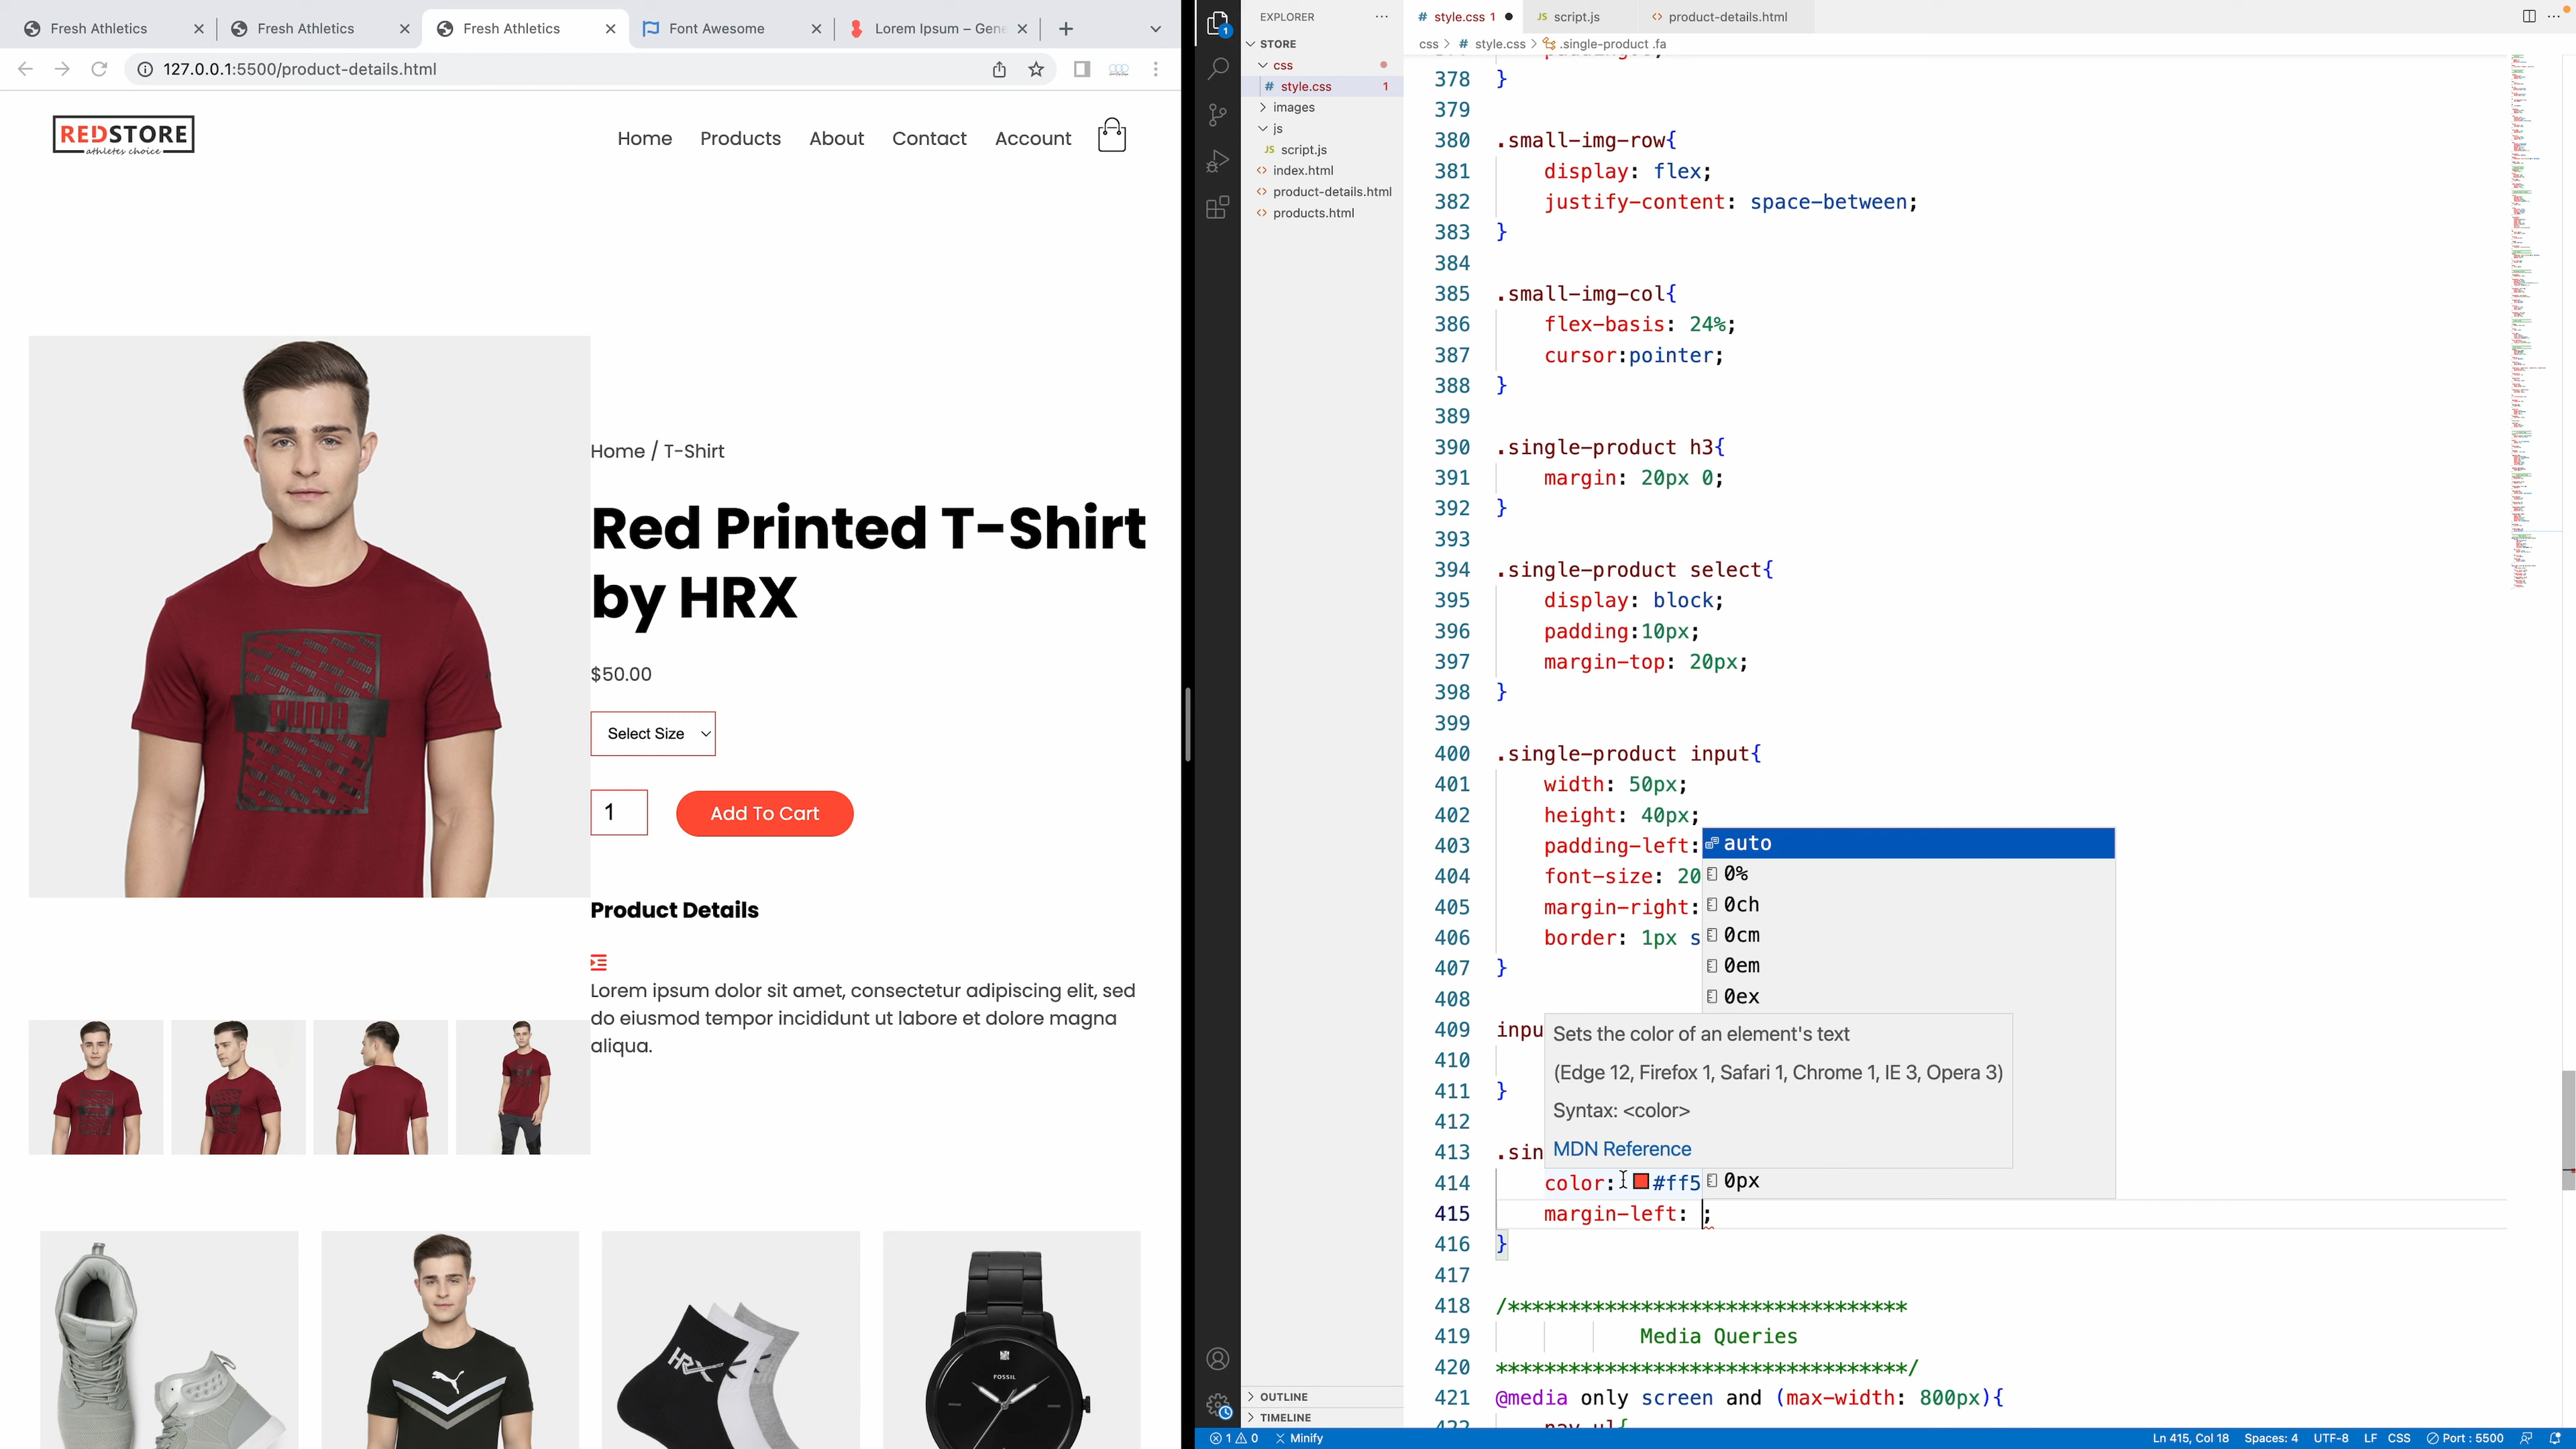 Fresh Athletics
Fresh Athletics
Fresh Athletics
Font Awesome
Lorem Ipsum – Gene
127.0.0.1:5500/product-details.html
REDSTORE
athletes choice
Home
Products
About
Contact
Account
Home / T-Shirt
Red Printed T-Shirt
by HRX
$50.00
Select Size
1
Add To Cart
Product Details
Lorem ipsum dolor sit amet, consectetur adipiscing elit, sed
do eiusmod tempor incididunt ut labore et dolore magna
aliqua.
PUMA
HRX
FOSSIL
1
EXPLORER
STORE
css
# style.css 1
images
js
JS script.js
index.html
product-details.html
products.html
OUTLINE
TIMELINE
# style.css 1
JS script.js
product-details.html
css > # style.css > .single-product .fa
378 }
379
380 .small-img-row{
381 display: flex;
382 justify-content: space-between;
383 }
384
385 .small-img-col{
386 flex-basis: 24%;
387 cursor:pointer;
388 }
389
390 .single-product h3{
391 margin: 20px 0;
392 }
393
394 .single-product select{
395 display: block;
396 padding:10px;
397 margin-top: 20px;
398 }
399
400 .single-product input{
401 width: 50px;
402 height: 40px;
403 padding-left:
404 font-size: 20
405 margin-right:
406 border: 1px s
407 }
408
409 inpu
410
411 }
412
413 .sin
414 color: #ff5
415 margin-left: ;
416 }
417
418 /*********************************
419 Media Queries
420 **********************************/
421 @media only screen and (max-width: 800px){
auto
0%
0ch
0cm
0em
0ex
0px
Sets the color of an element's text
(Edge 12, Firefox 1, Safari 1, Chrome 1, IE 3, Opera 3)
Syntax: <color>
MDN Reference
1 0
Minify
Ln 415, Col 18
Spaces: 4
UTF-8
LF
CSS
Port : 5500